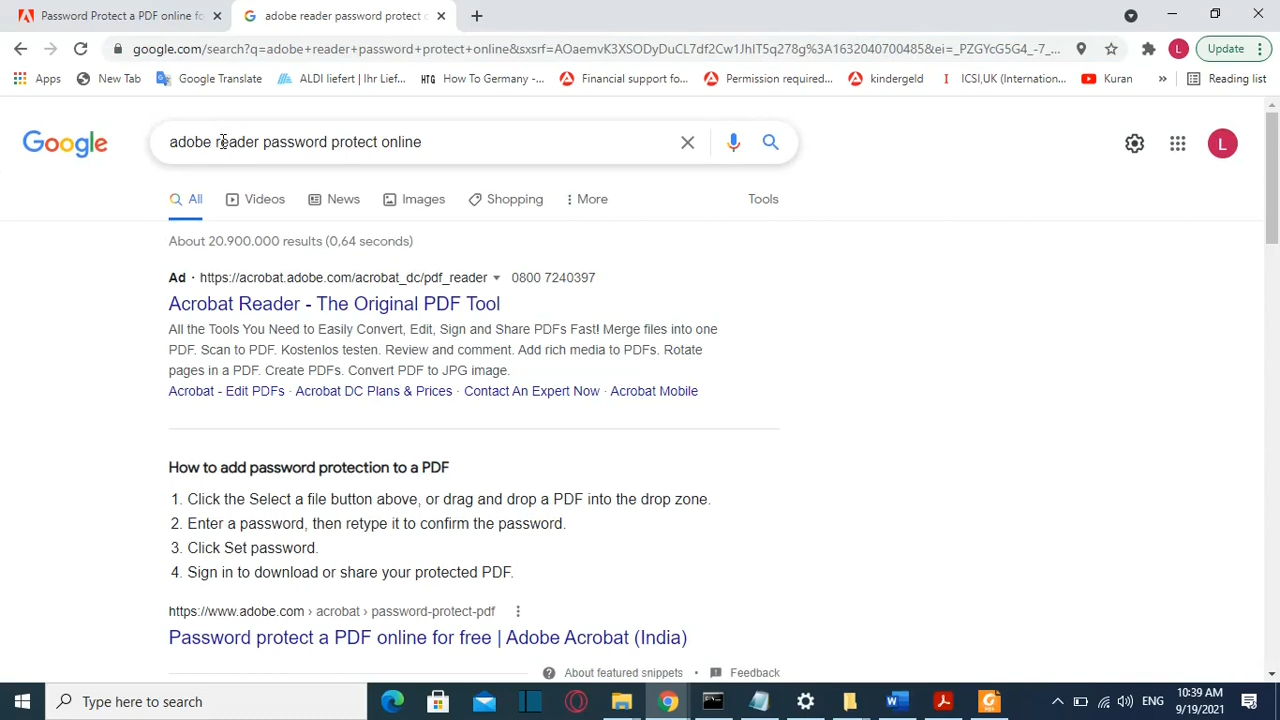 Password Protect a PDF online fo
adobe reader password protect o
google.com/search?q=adobe+reader+password+protect+online&sxsrf=AOaemvK3XSODyDuCL7df2Cw1JhIT5q278g%3A1632040700485&ei=_PZGYcG5G4_-7_...
Update
Apps
New Tab
Google Translate
ALDI liefert | Ihr Lief...
HTG How To Germany -...
Financial support fo...
Permission required...
kindergeld
ICSI,UK (Internation...
Kuran
»
Reading list
Google
adobe reader password protect online
L
All
Videos
News
Images
Shopping
More
Tools
About 20.900.000 results (0,64 seconds)
Ad · https://acrobat.adobe.com/acrobat_dc/pdf_reader 0800 7240397
Acrobat Reader - The Original PDF Tool
All the Tools You Need to Easily Convert, Edit, Sign and Share PDFs Fast! Merge files into one
PDF. Scan to PDF. Kostenlos testen. Review and comment. Add rich media to PDFs. Rotate
pages in a PDF. Create PDFs. Convert PDF to JPG image.
Acrobat - Edit PDFs · Acrobat DC Plans & Prices · Contact An Expert Now · Acrobat Mobile
How to add password protection to a PDF
1. Click the Select a file button above, or drag and drop a PDF into the drop zone.
2. Enter a password, then retype it to confirm the password.
3. Click Set password.
4. Sign in to download or share your protected PDF.
https://www.adobe.com › acrobat › password-protect-pdf
Password protect a PDF online for free | Adobe Acrobat (India)
About featured snippets • Feedback
Type here to search
ENG
10:39 AM
9/19/2021